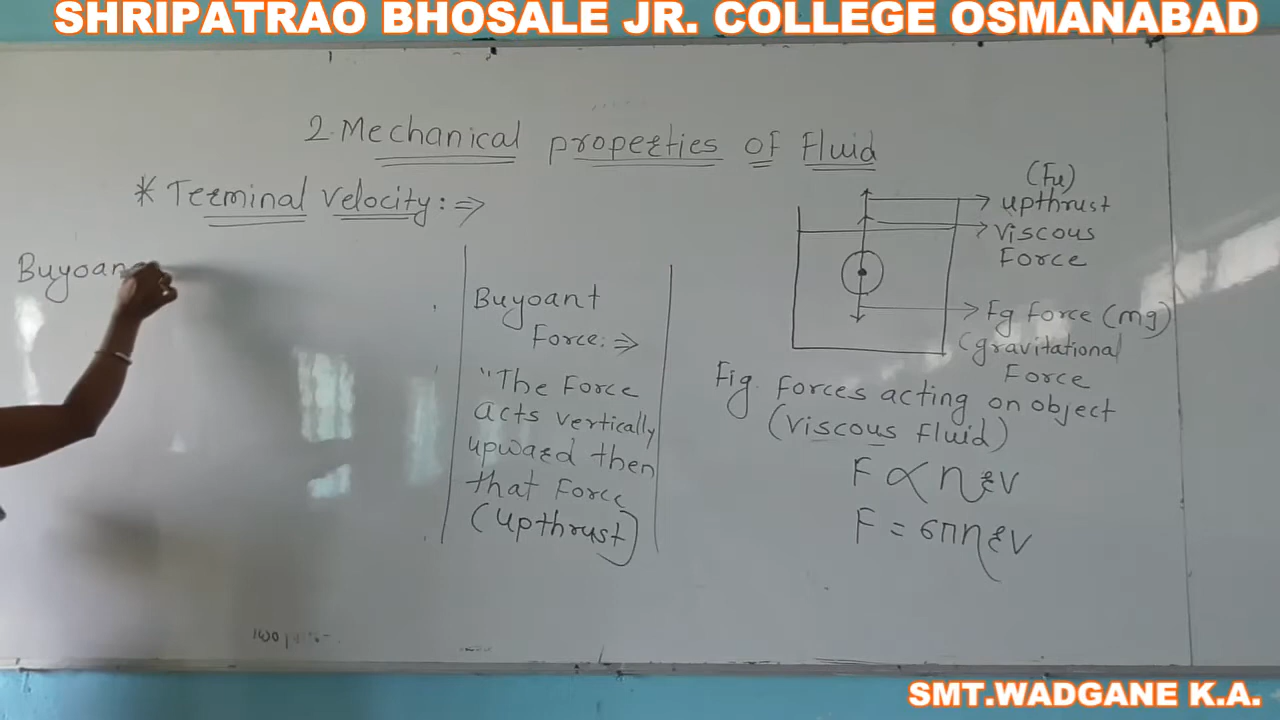 SHRIPATRAO BHOSALE JR. COLLEGE OSMANABAD
2. Mechanical properties of Fluid
* Terminal Velocity :⇒
Buyoan
Buyoant
Force :⇒
"The Force
acts vertically
upward then
that Force
(upthrust)
(Fu)
upthrust
viscous
Force
Fg force (mg)
(gravitational
Force
Fig. Forces acting on object
(viscous fluid)
F ∝ ηrv
F = 6πηrv
SMT.WADGANE K.A.